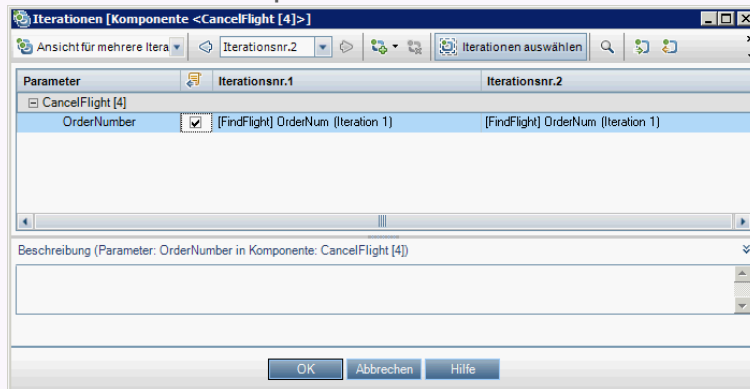 Iterationen [Komponente <CancelFlight [4]>]
Ansicht für mehrere Itera Iterationsnr.2 Iterationen auswählen
Parameter Iterationsnr.1 Iterationsnr.2
CancelFlight [4]
OrderNumber [FindFlight] OrderNum (Iteration 1) [FindFlight] OrderNum (Iteration 1)
Beschreibung (Parameter: OrderNumber in Komponente: CancelFlight [4])
OK Abbrechen Hilfe